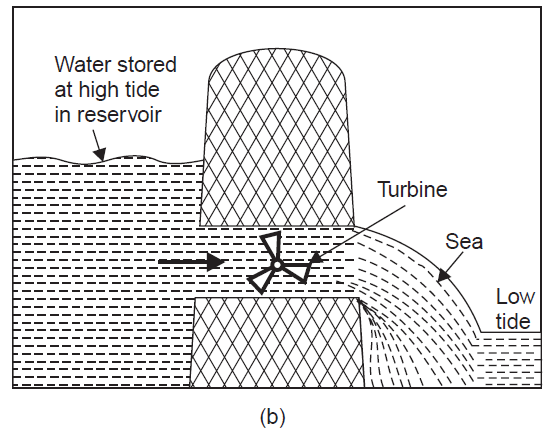 Water stored
at high tide
in reservoir
Turbine
Sea
Low
tide
(b)